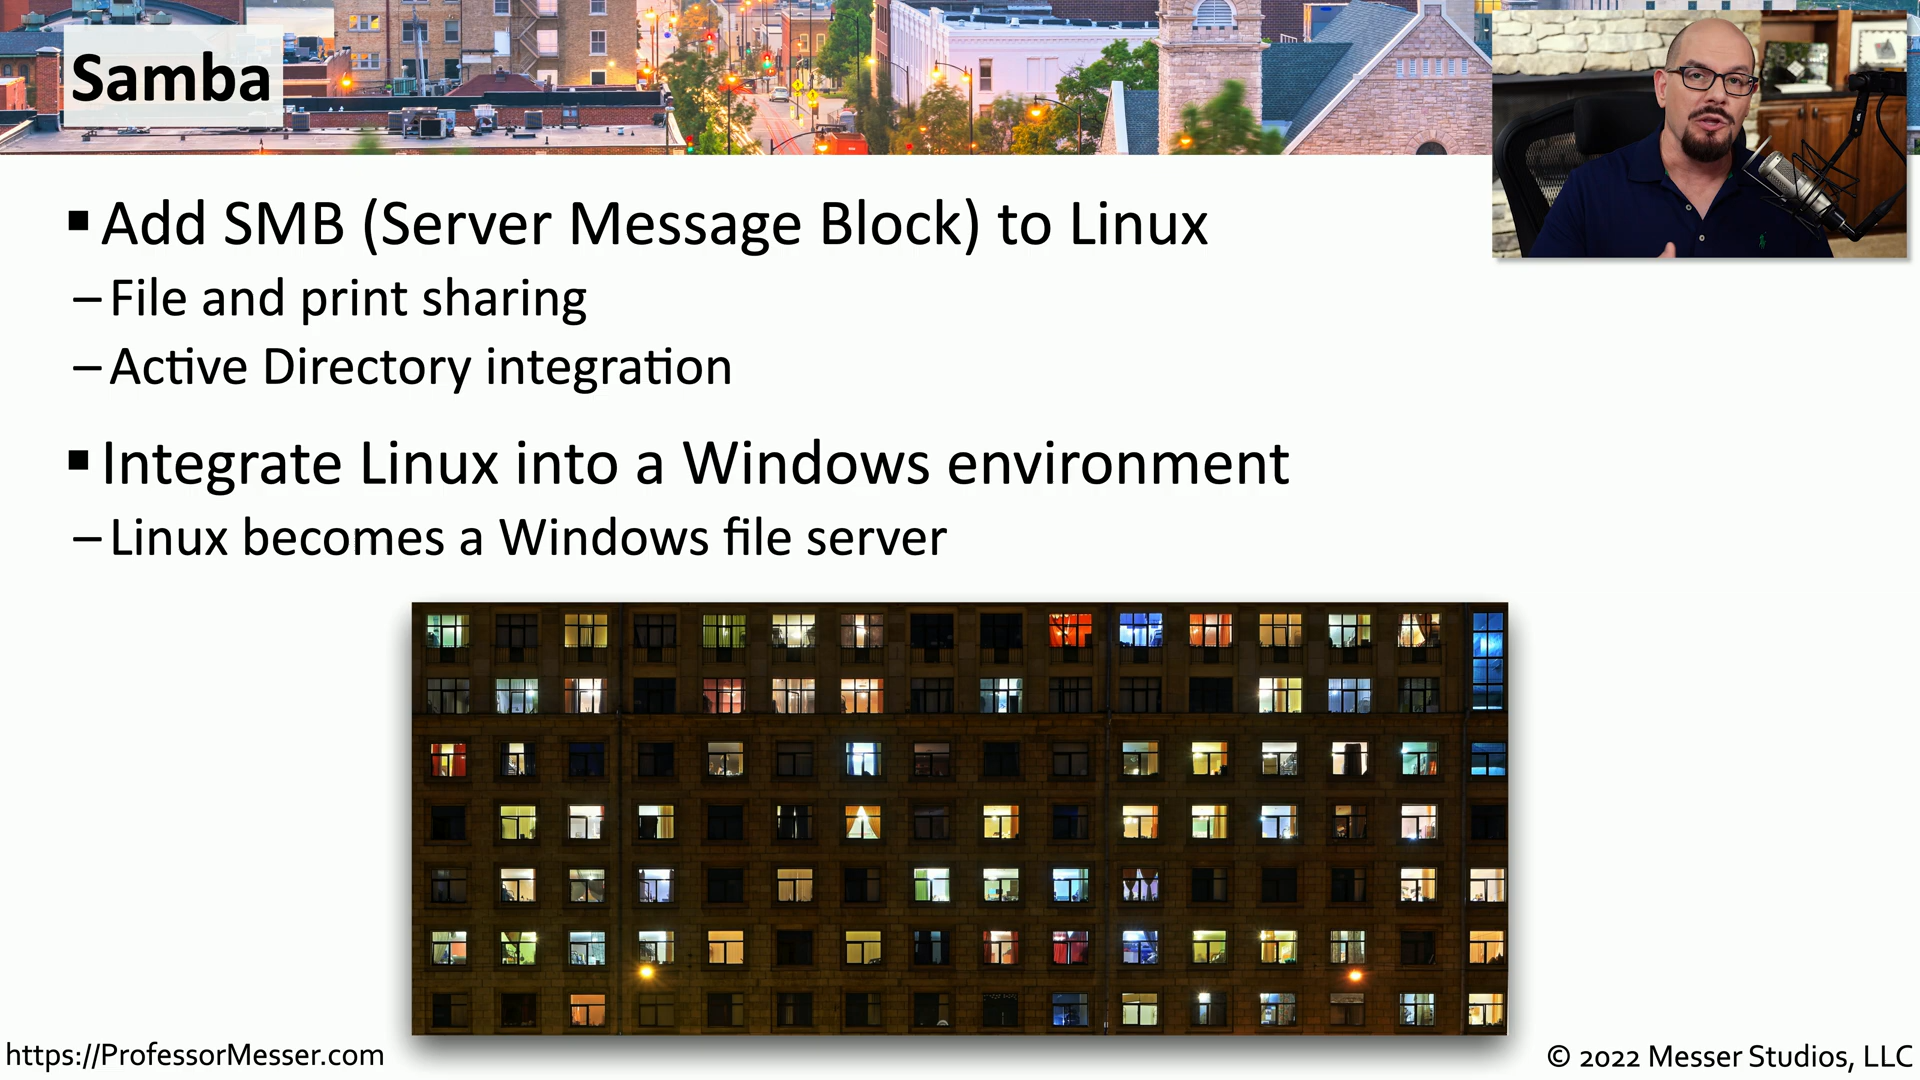 Samba
▪ Add SMB (Server Message Block) to Linux
– File and print sharing
– Active Directory integration
▪ Integrate Linux into a Windows environment
– Linux becomes a Windows file server
https://ProfessorMesser.com
© 2022 Messer Studios, LLC